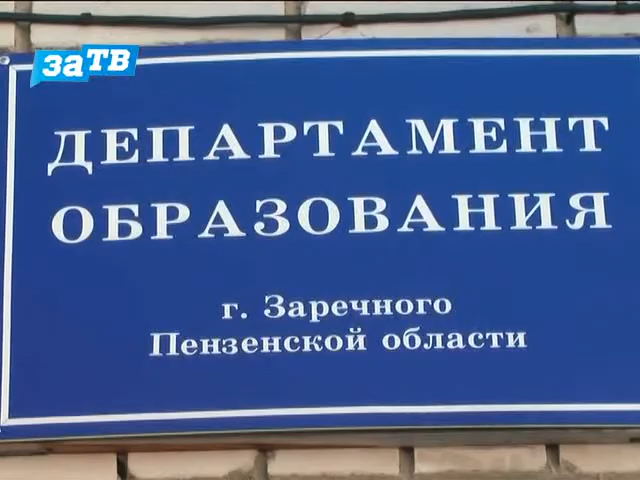 заТВ
ДЕПАРТАМЕНТ
ОБРАЗОВАНИЯ
г. Заречного
Пензенской области